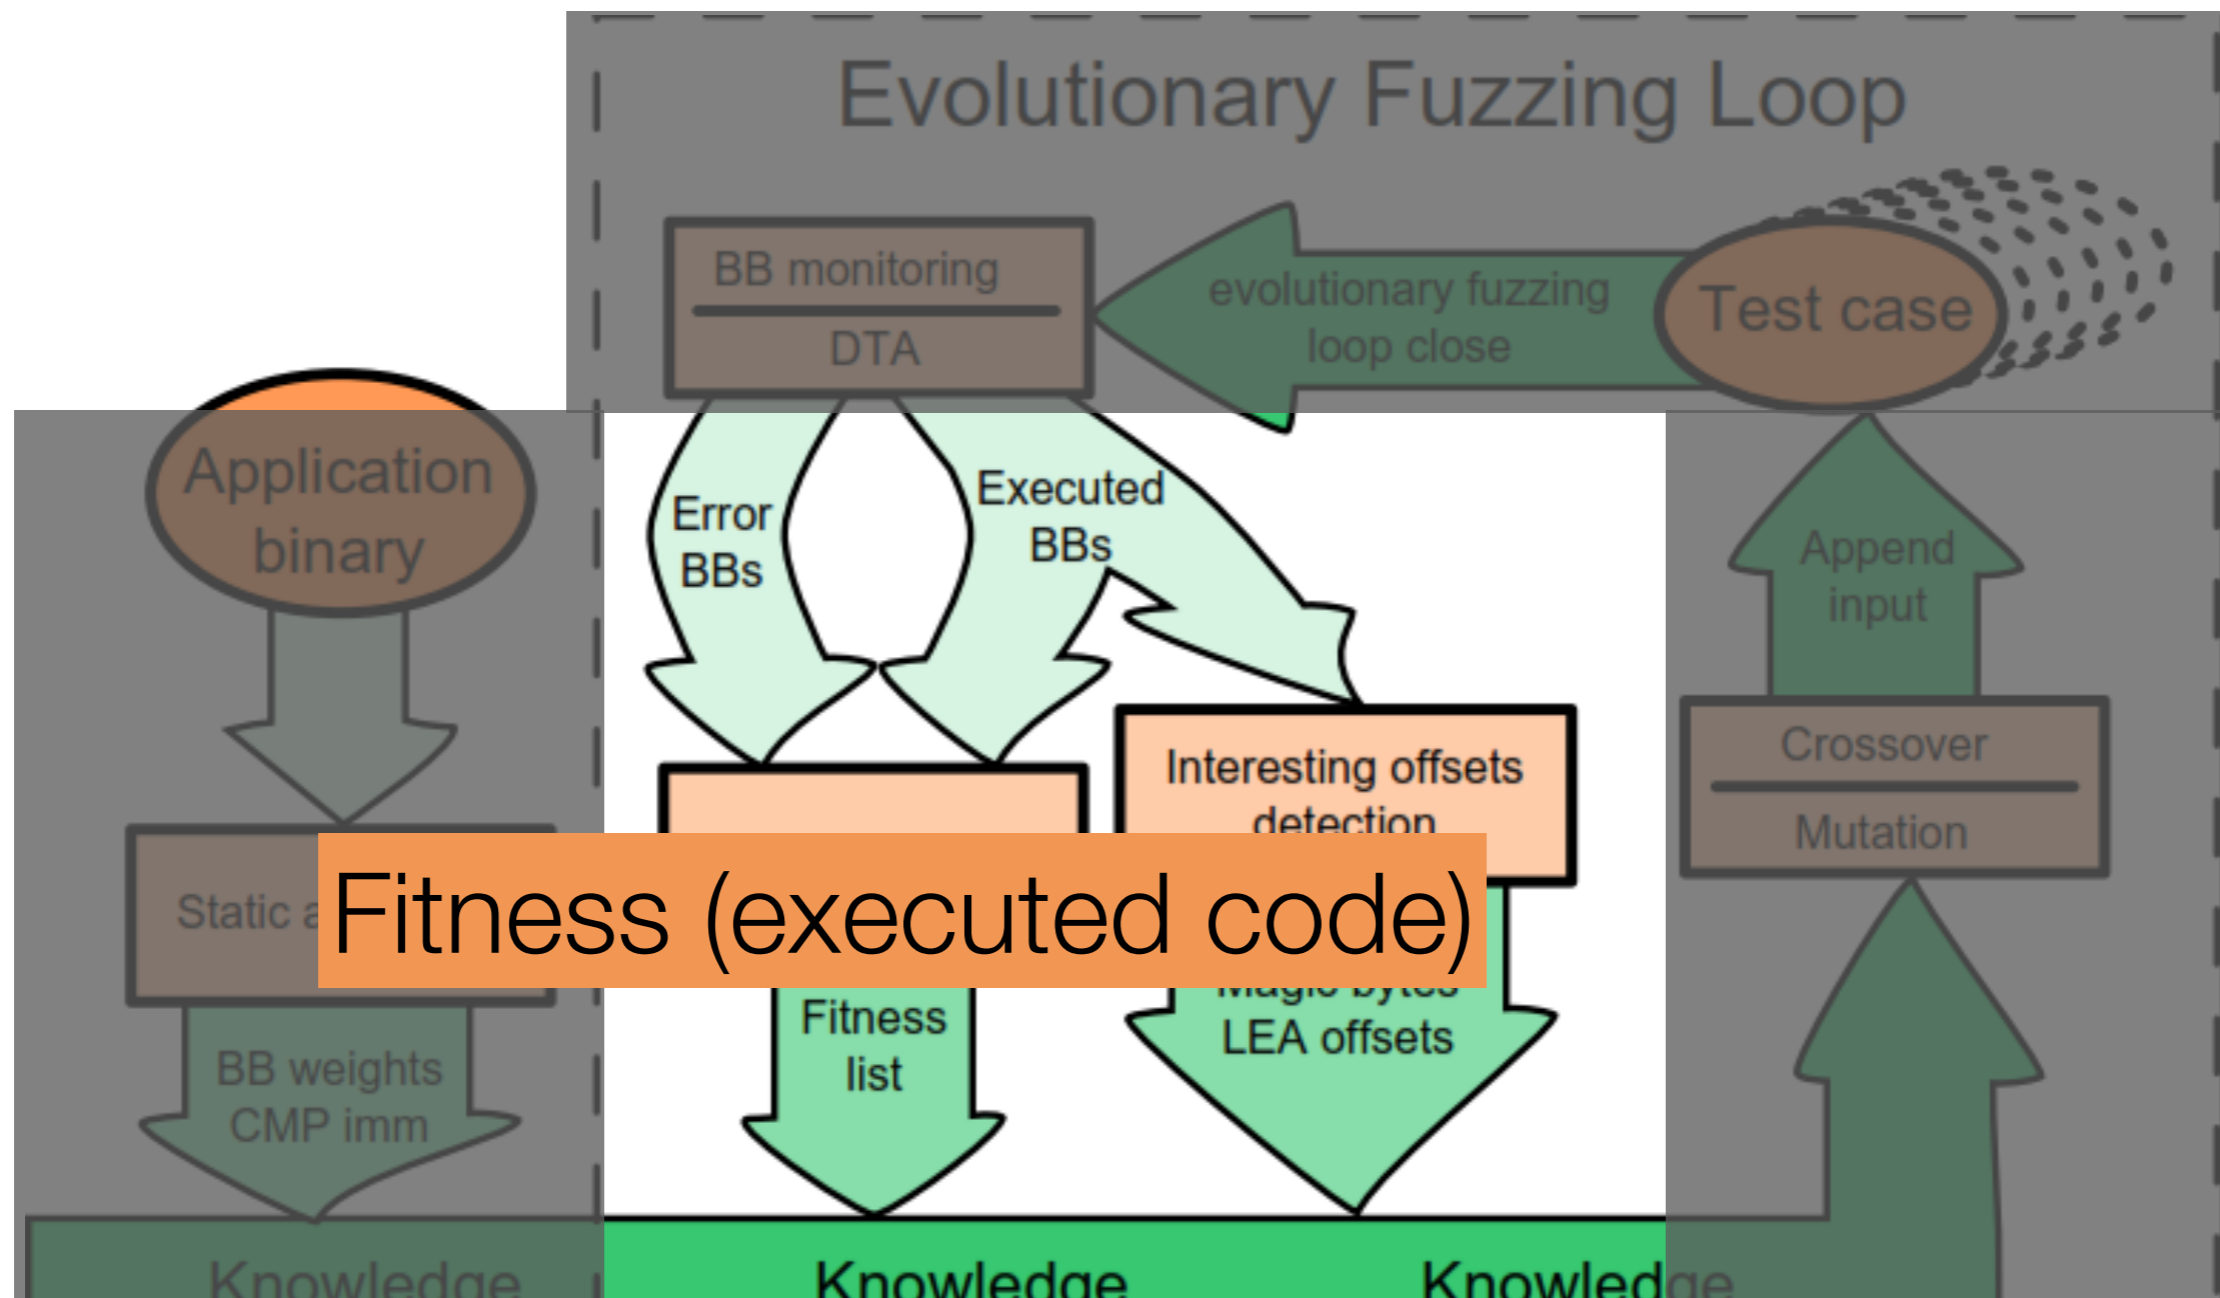 Evolutionary Fuzzing Loop
BB monitoring
DTA
evolutionary fuzzing
loop close
Test case
Application
binary
Error
BBs
Executed
BBs
Append
input
Interesting offsets
detection
Crossover
Mutation
Static
Fitness (executed code)
Fitness
list
Magic bytes
LEA offsets
BB weights
CMP imm
Knowledge
Knowledge
Knowledge